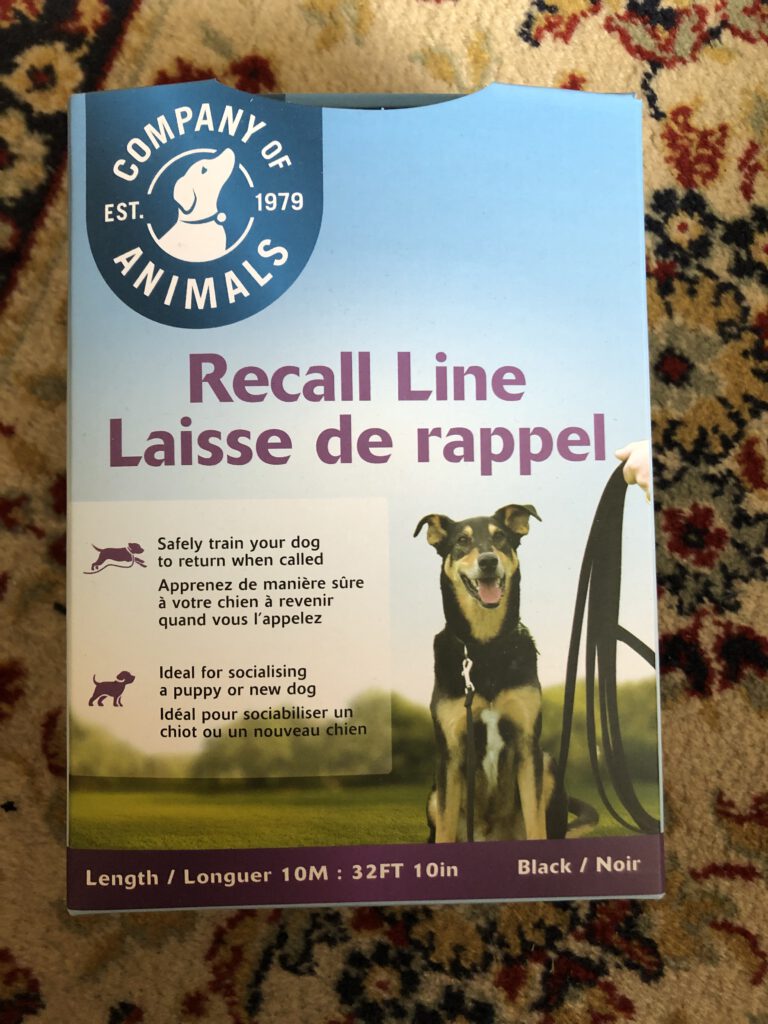 COMPANY OF
EST. 1979
ANIMALS
Recall Line
Laisse de rappel
Safely train your dog
to return when called
Apprenez de manière sûre
à votre chien à revenir
quand vous l'appelez
Ideal for socialising
a puppy or new dog
Idéal pour sociabiliser un
chiot ou un nouveau chien
Length / Longuer 10M : 32FT 10in
Black / Noir